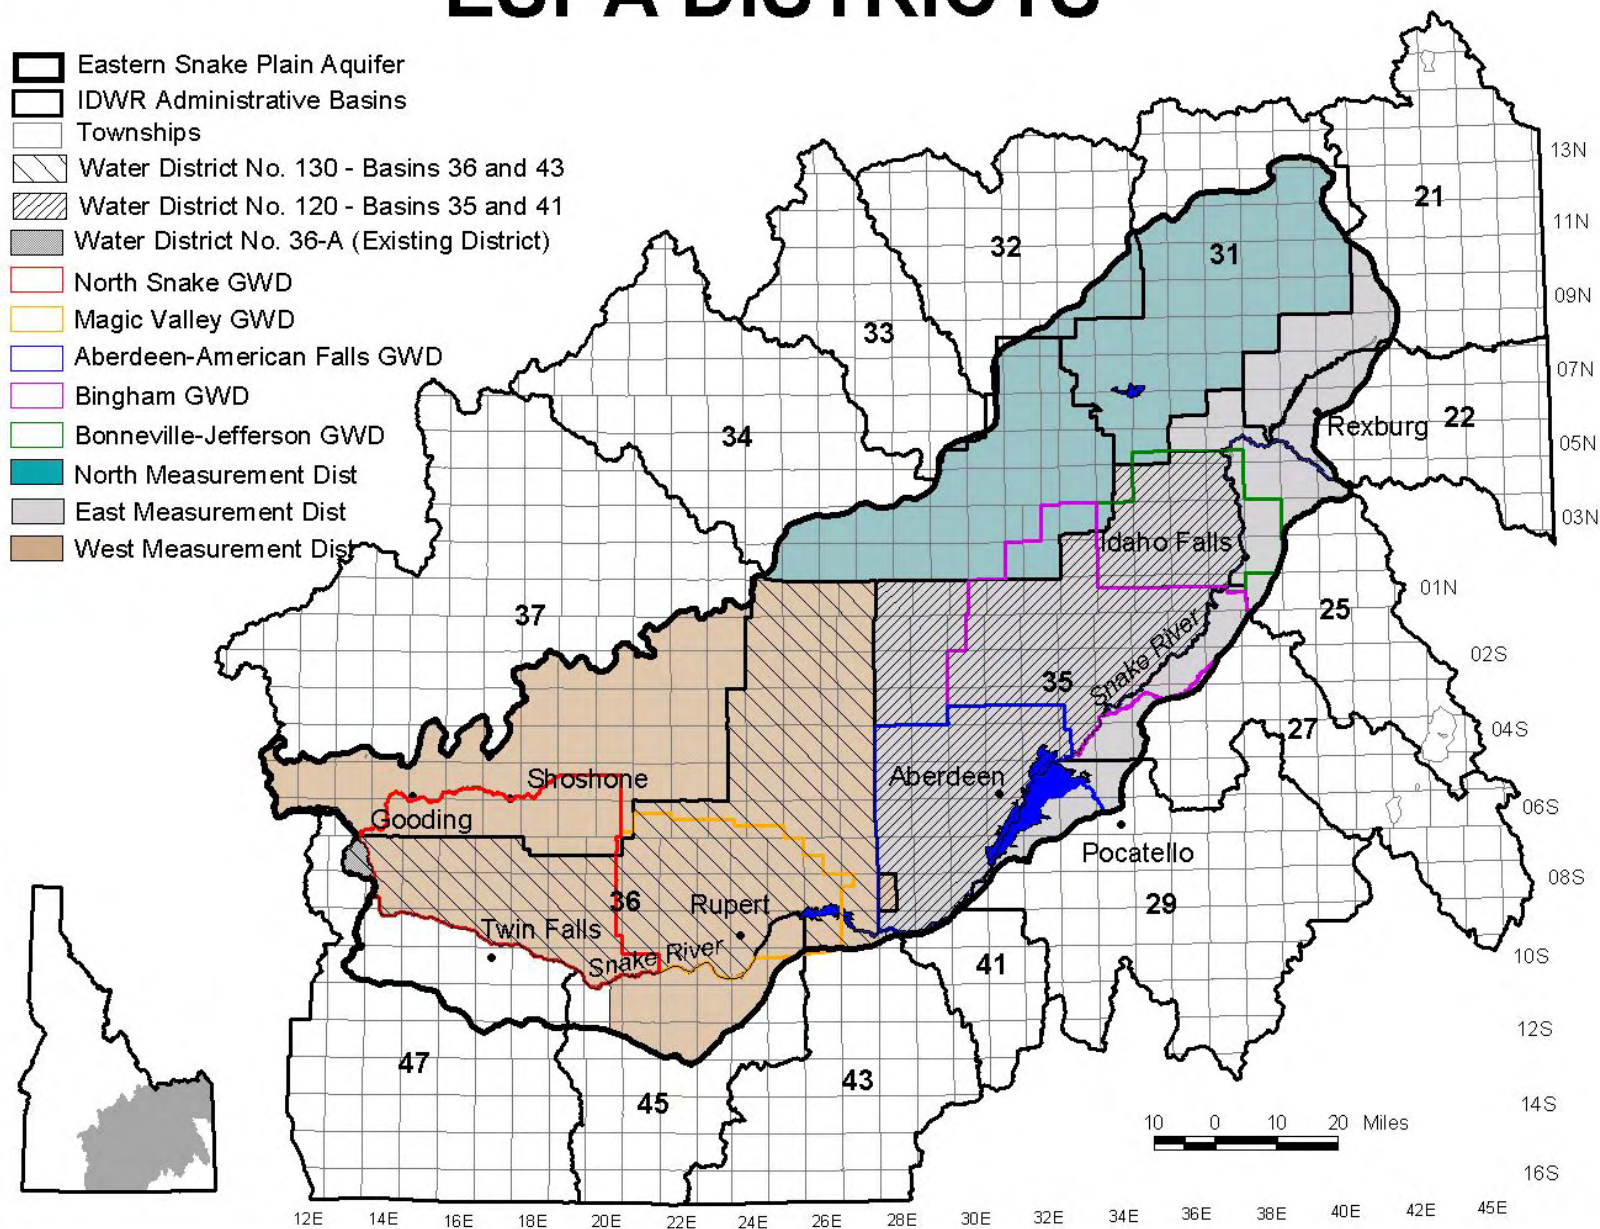 ESPA DISTRICTS
Eastern Snake Plain Aquifer
IDWR Administrative Basins
Townships
Water District No. 130 - Basins 36 and 43
Water District No. 120 - Basins 35 and 41
Water District No. 36-A (Existing District)
North Snake GWD
Magic Valley GWD
Aberdeen-American Falls GWD
Bingham GWD
Bonneville-Jefferson GWD
North Measurement Dist
East Measurement Dist
West Measurement Dist
13N
21
11N
32
31
09N
33
07N
Rexburg
22
34
05N
03N
Idaho Falls
01N
37
25
02S
Snake River
35
27
04S
Shoshone
Aberdeen
06S
Gooding
Pocatello
08S
36
Rupert
29
Twin Falls
Snake River
10S
41
12S
47
43
45
14S
10 0 10 20 Miles
16S
12E 14E 16E 18E 20E 22E 24E 26E 28E 30E 32E 34E 36E 38E 40E 42E 45E